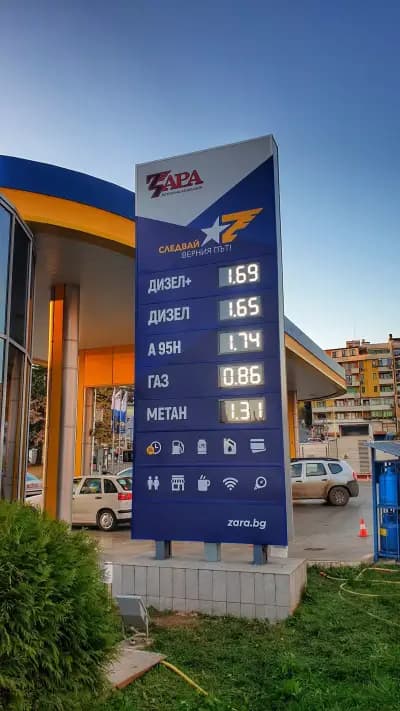 ЗАРА
СЛЕДВАЙ
ВЕРНИЯ ПЪТ!
ДИЗЕЛ+ 1.69
ДИЗЕЛ 1.65
А 95Н 1.74
ГАЗ 0.86
МЕТАН 1.31
zara.bg